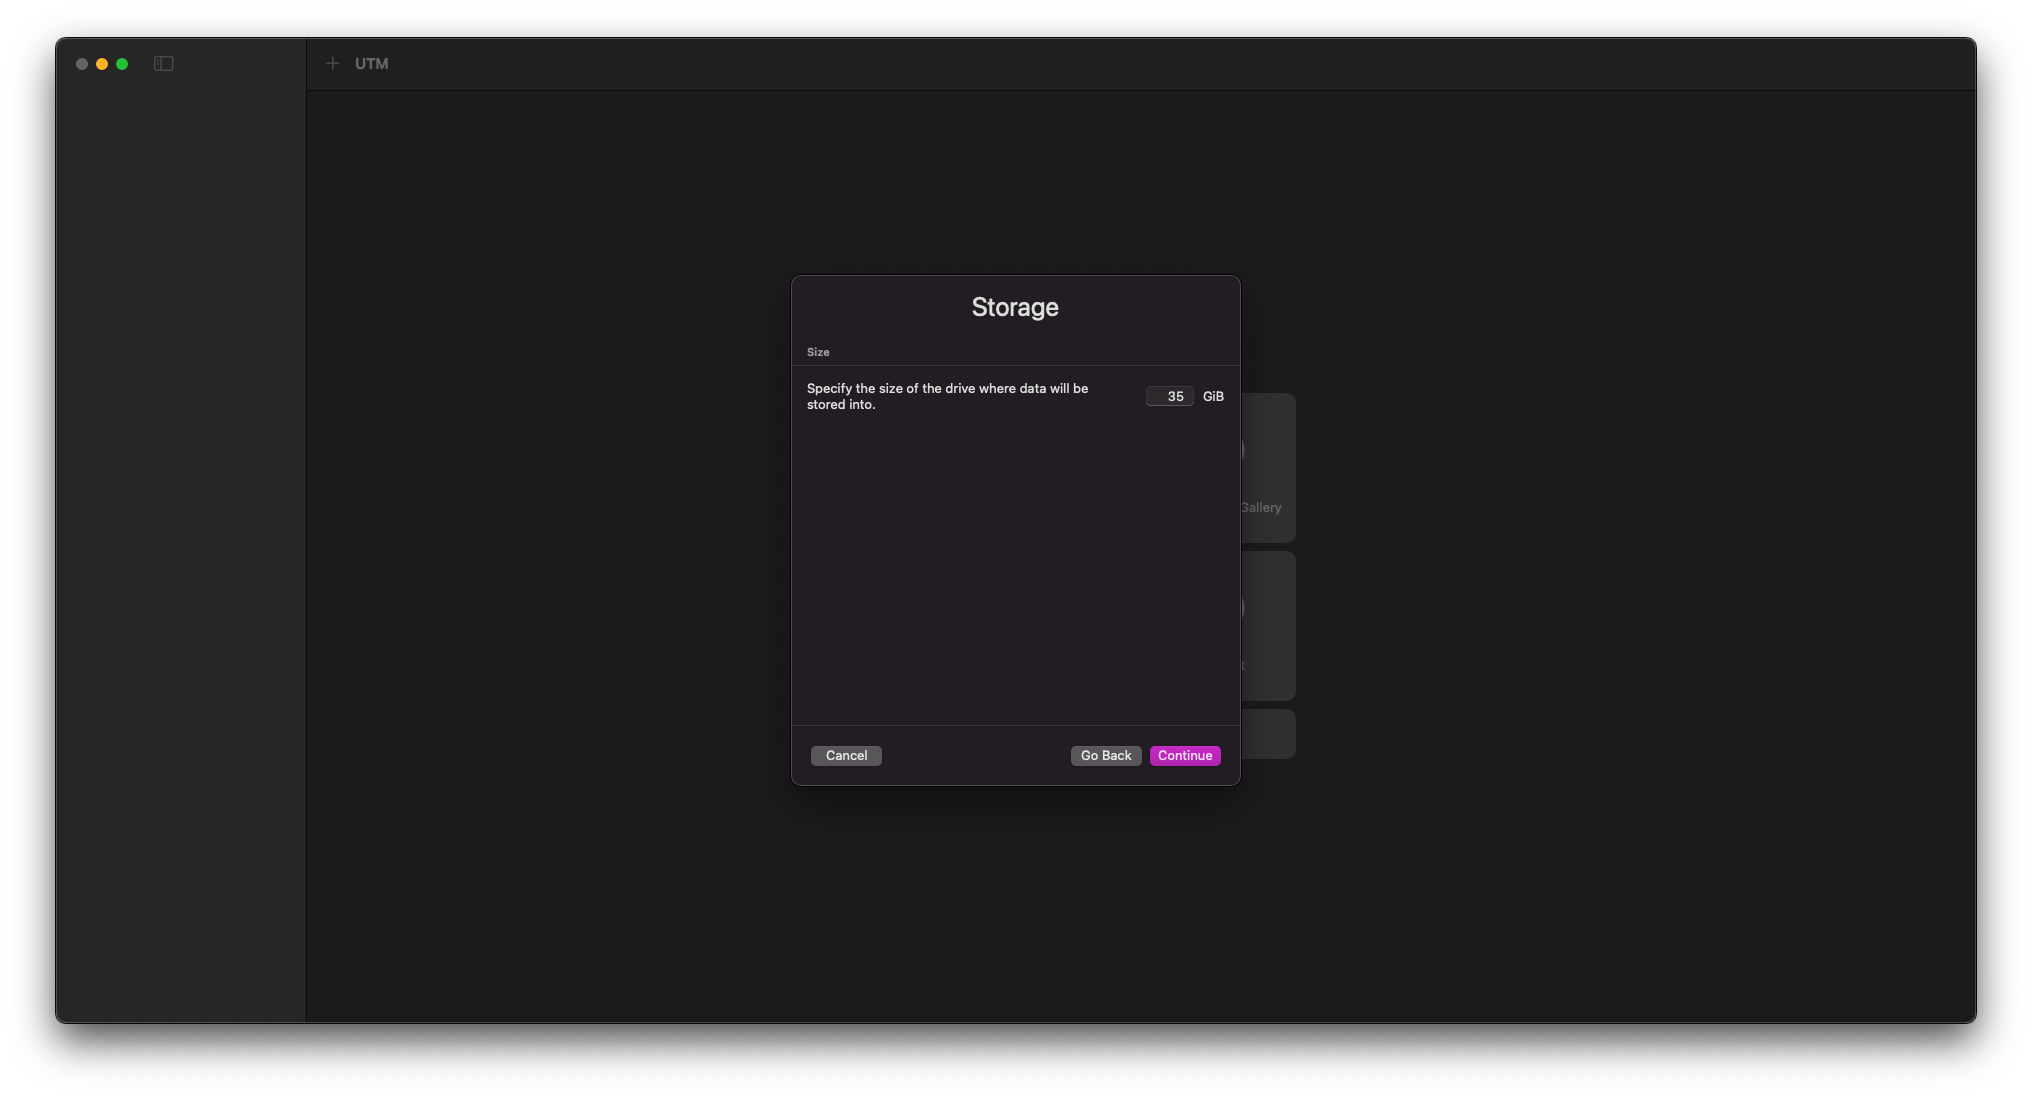 UTM
Storage
Size
Specify the size of the drive where data will be
stored into.
35 GiB
Gallery
Cancel
Go Back
Continue